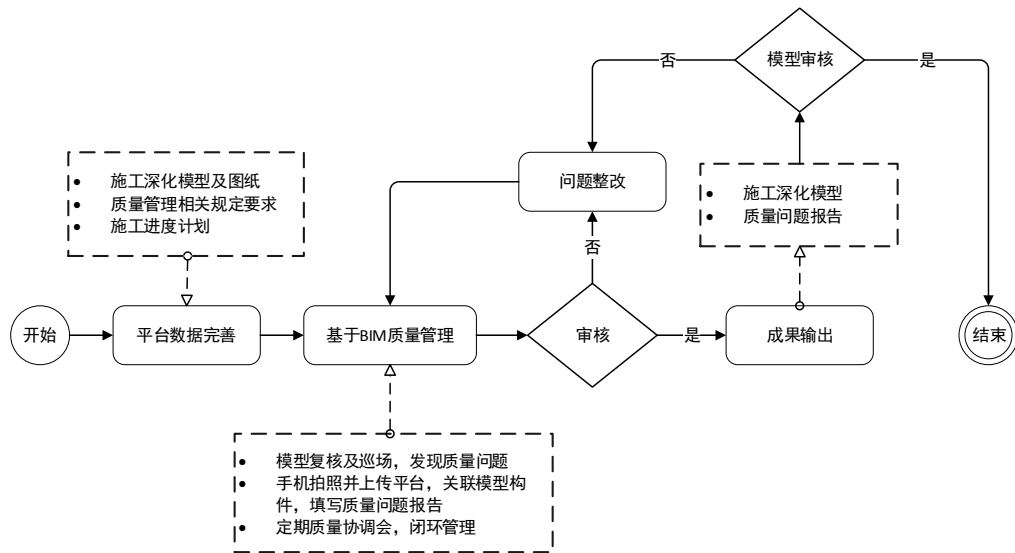 模型审核
否
是
问题整改
• 施工深化模型及图纸
• 质量管理相关规定要求
• 施工进度计划
• 施工深化模型
• 质量问题报告
否
开始
平台数据完善
基于BIM质量管理
审核
是
成果输出
结束
• 模型复核及巡场，发现质量问题
• 手机拍照并上传平台，关联模型构
件，填写质量问题报告
• 定期质量协调会，闭环管理